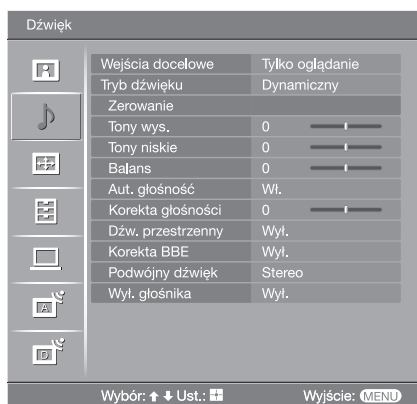 Dźwięk
Wejścia docelowe Tylko oglądanie
Tryb dźwięku Dynamiczny
Zerowanie
Tony wys. 0
Tony niskie 0
Balans 0
Aut. głośność Wł.
Korekta głośności 0
Dźw. przestrzenny Wył.
Korekta BBE Wył.
Podwójny dźwięk Stereo
Wył. głośnika Wył.
A
D
Wybór: Ust.: Wyjście: MENU